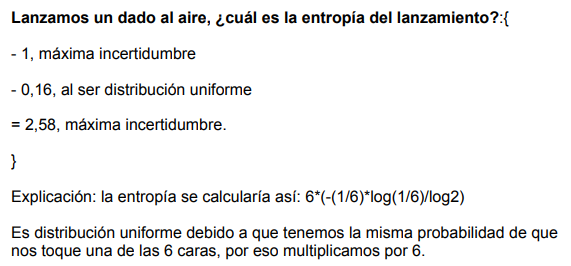 Lanzamos un dado al aire, ¿cuál es la entropía del lanzamiento?:{
- 1, máxima incertidumbre
- 0,16, al ser distribución uniforme
= 2,58, máxima incertidumbre.
}
Explicación: la entropía se calcularía así: 6*(-(1/6)*log(1/6)/log2)
Es distribución uniforme debido a que tenemos la misma probabilidad de que
nos toque una de las 6 caras, por eso multiplicamos por 6.